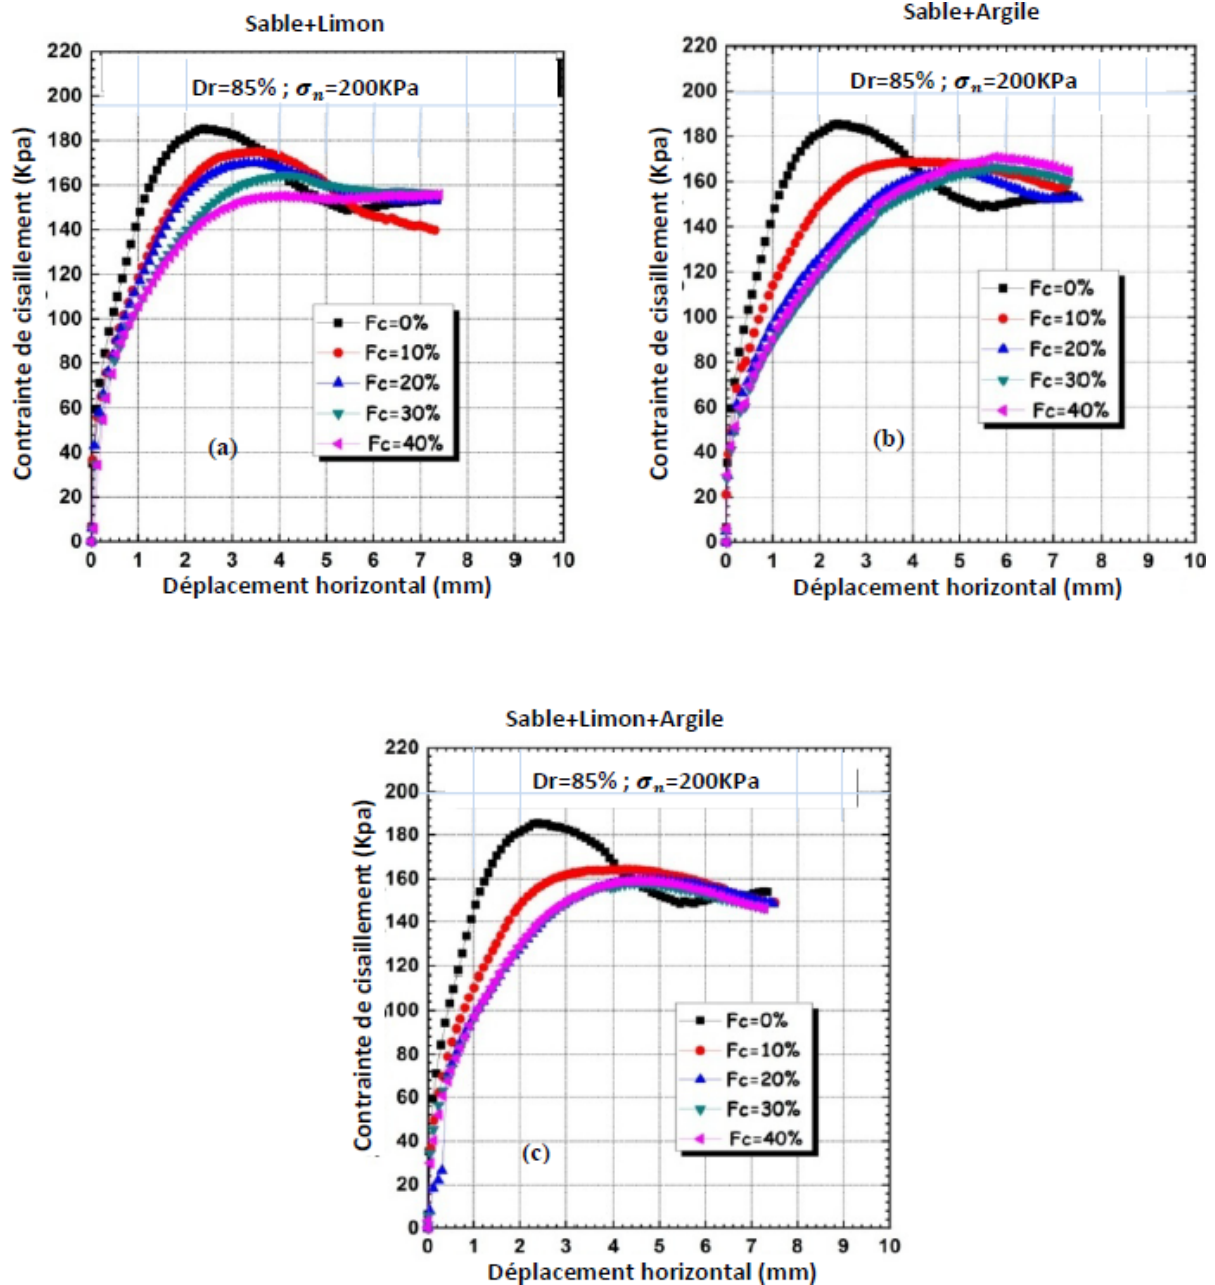 Sable+Limon
Dr=85% ; σn=200KPa
220
200
180
160
140
120
100
80
60
40
20
0
Contrainte de cisaillement (Kpa)
Fc=0%
Fc=10%
Fc=20%
Fc=30%
Fc=40%
(a)
0 1 2 3 4 5 6 7 8 9 10
Déplacement horizontal (mm)
Sable+Argile
Dr=85% ; σn=200KPa
220
200
180
160
140
120
100
80
60
40
20
0
Contrainte de cisaillement (Kpa)
Fc=0%
Fc=10%
Fc=20%
Fc=30%
Fc=40%
(b)
0 1 2 3 4 5 6 7 8 9 10
Déplacement horizontal (mm)
Sable+Limon+Argile
Dr=85% ; σn=200KPa
220
200
180
160
140
120
100
80
60
40
20
0
Contrainte de cisaillement (Kpa)
Fc=0%
Fc=10%
Fc=20%
Fc=30%
Fc=40%
(c)
0 1 2 3 4 5 6 7 8 9 10
Déplacement horizontal (mm)